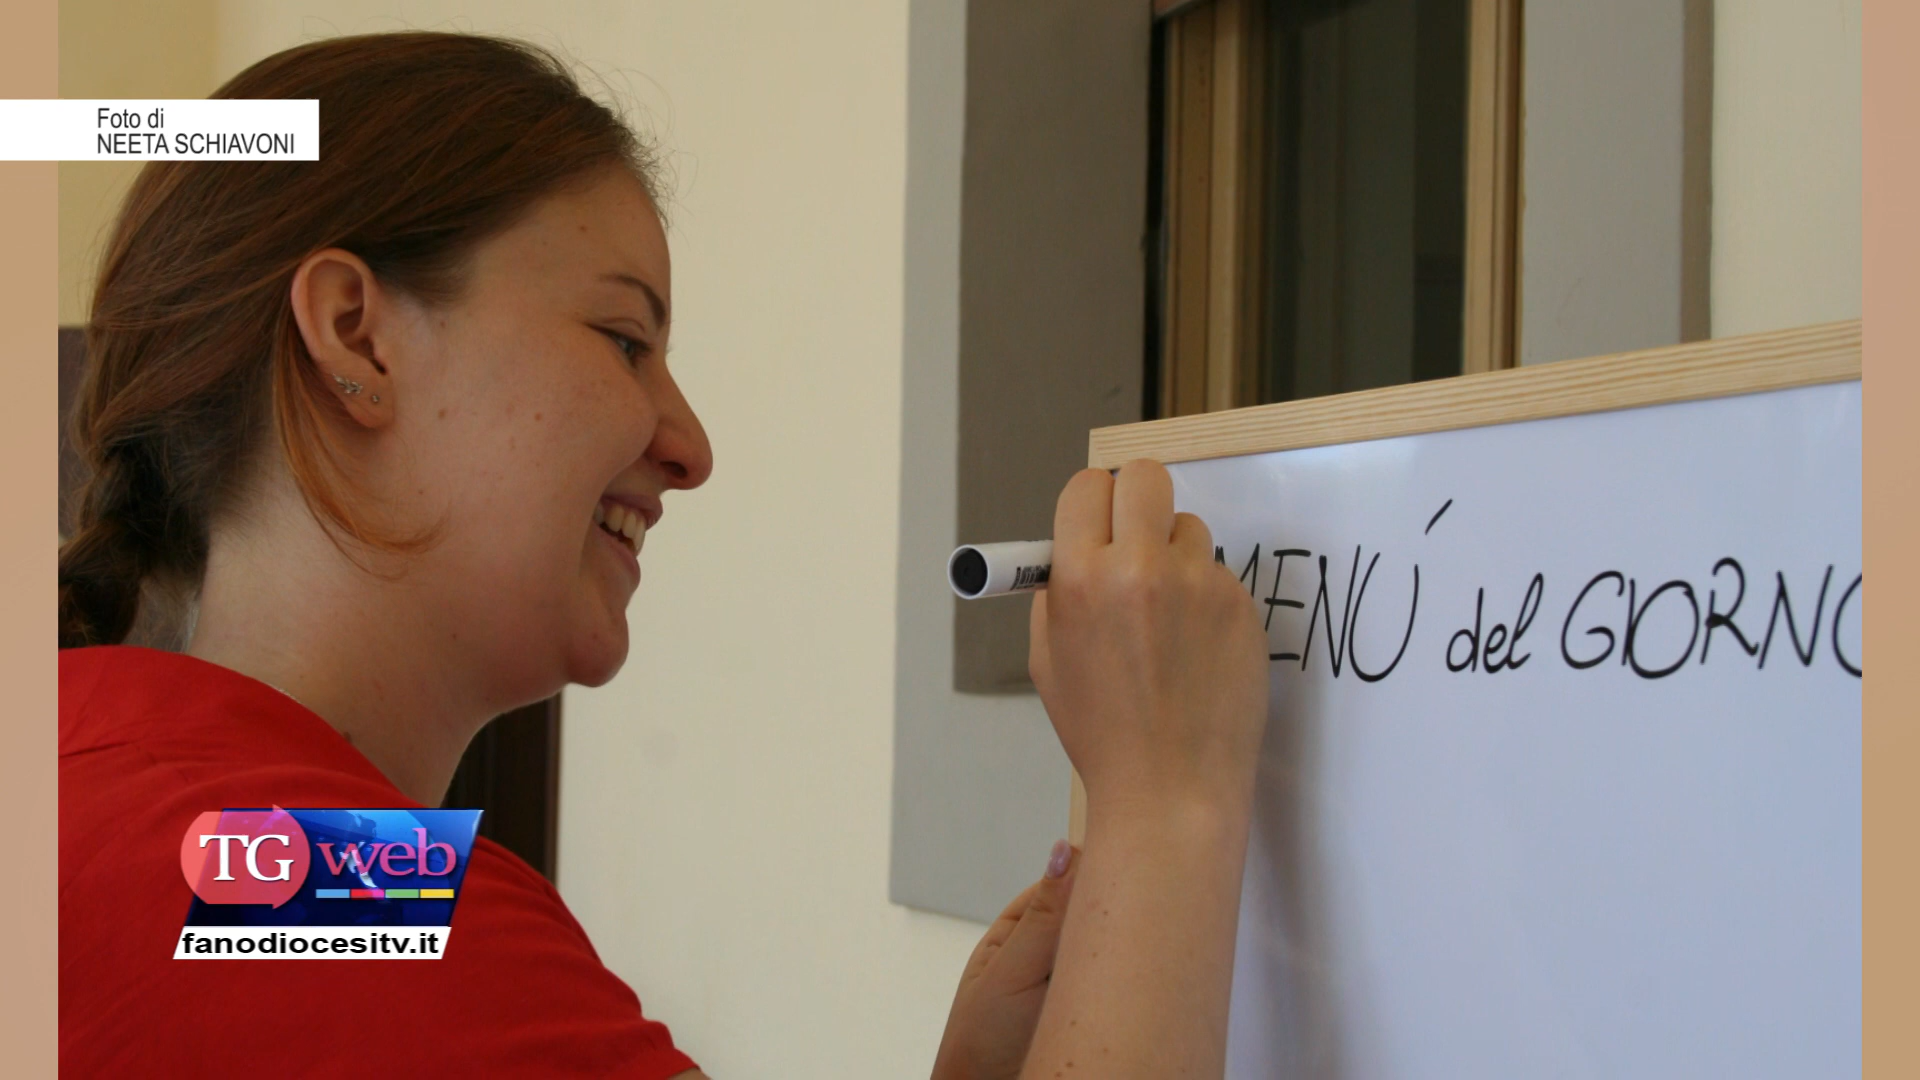 Foto di
NEETA SCHIAVONI
MENÚ del GIORNO
TG web
fanodiocesitv.it